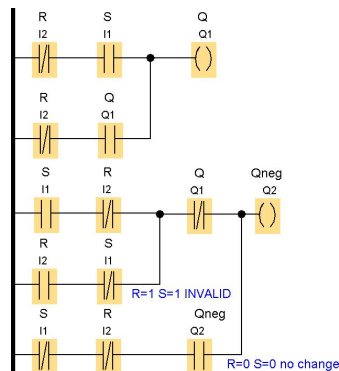 R S Q
I2 I1 Q1
R Q
I2 Q1
S R Q Qneg
I1 I2 Q1 Q2
R S
I2 I1
R=1 S=1 INVALID
S R Qneg
I1 I2 Q2
R=0 S=0 no change